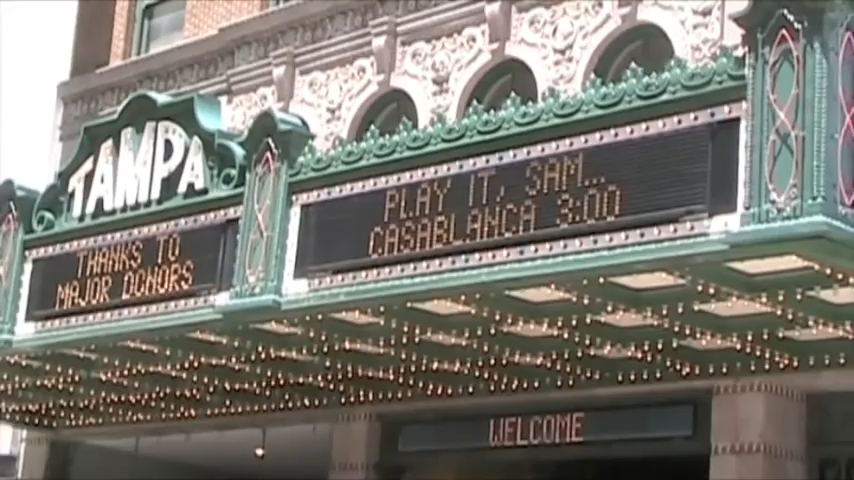 TAMPA
THANKS TO
MAJOR DONORS
PLAY IT, SAM...
CASABLANCA 3:00
WELCOME